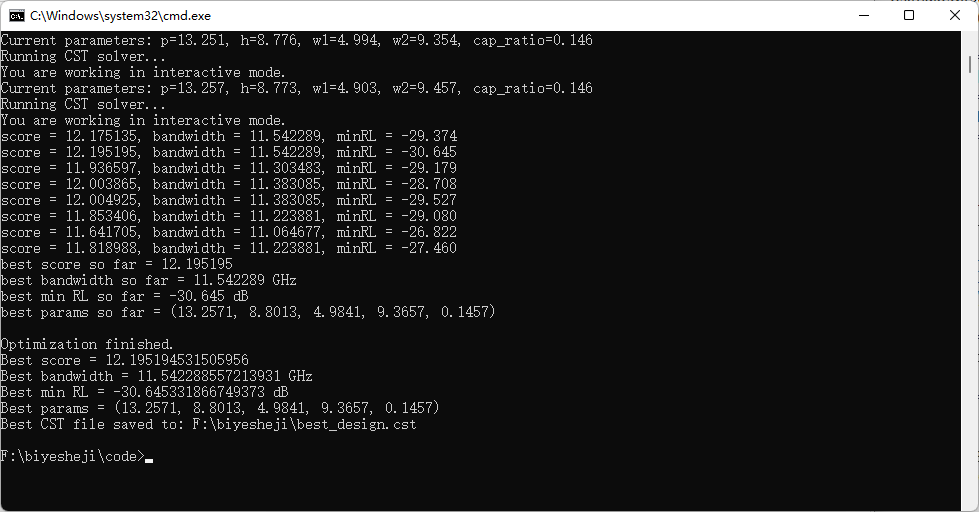 C:\Windows\system32\cmd.exe
Current parameters: p=13.251, h=8.776, w1=4.994, w2=9.354, cap_ratio=0.146
Running CST solver...
You are working in interactive mode.
Current parameters: p=13.257, h=8.773, w1=4.903, w2=9.457, cap_ratio=0.146
Running CST solver...
You are working in interactive mode.
score = 12.175135, bandwidth = 11.542289, minRL = -29.374
score = 12.195195, bandwidth = 11.542289, minRL = -30.645
score = 11.936597, bandwidth = 11.303483, minRL = -29.179
score = 12.003865, bandwidth = 11.383085, minRL = -28.708
score = 12.004925, bandwidth = 11.383085, minRL = -29.527
score = 11.853406, bandwidth = 11.223881, minRL = -29.080
score = 11.641705, bandwidth = 11.064677, minRL = -26.822
score = 11.818988, bandwidth = 11.223881, minRL = -27.460
best score so far = 12.195195
best bandwidth so far = 11.542289 GHz
best min RL so far = -30.645 dB
best params so far = (13.2571, 8.8013, 4.9841, 9.3657, 0.1457)
Optimization finished.
Best score = 12.195194531505956
Best bandwidth = 11.542288557213931 GHz
Best min RL = -30.645331866749373 dB
Best params = (13.2571, 8.8013, 4.9841, 9.3657, 0.1457)
Best CST file saved to: F:\biyesheji\best_design.cst
F:\biyesheji\code>